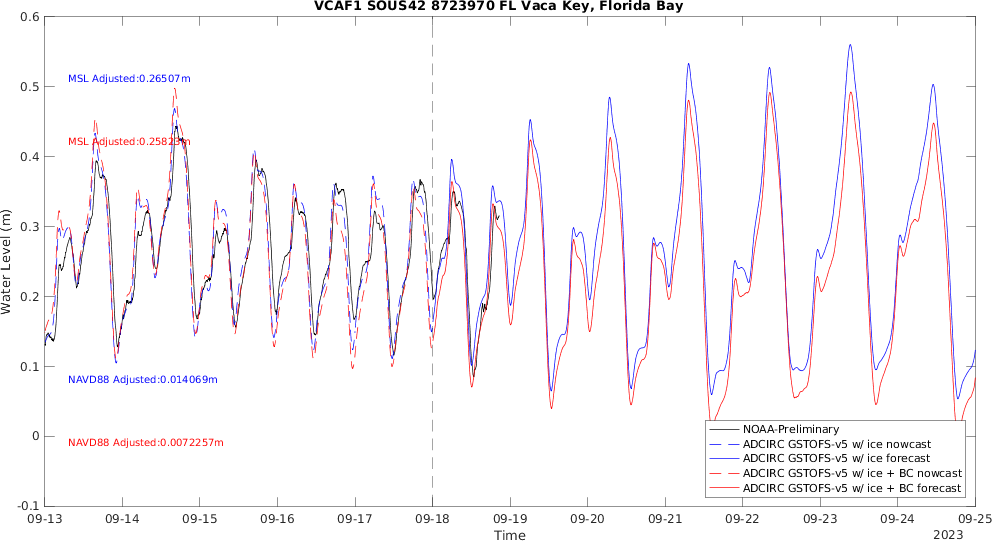 VCAF1 SOUS42 8723970 FL Vaca Key, Florida Bay
Water Level (m)
0.6
0.5
0.4
0.3
0.2
0.1
0
-0.1
MSL Adjusted:0.26507m
MSL Adjusted:0.25823m
NAVD88 Adjusted:0.014069m
NAVD88 Adjusted:0.0072257m
NOAA-Preliminary
ADCIRC GSTOFS-v5 w/ ice nowcast
ADCIRC GSTOFS-v5 w/ ice forecast
ADCIRC GSTOFS-v5 w/ ice + BC nowcast
ADCIRC GSTOFS-v5 w/ ice + BC forecast
09-13 09-14 09-15 09-16 09-17 09-18 09-19 09-20 09-21 09-22 09-23 09-24 09-25
Time
2023